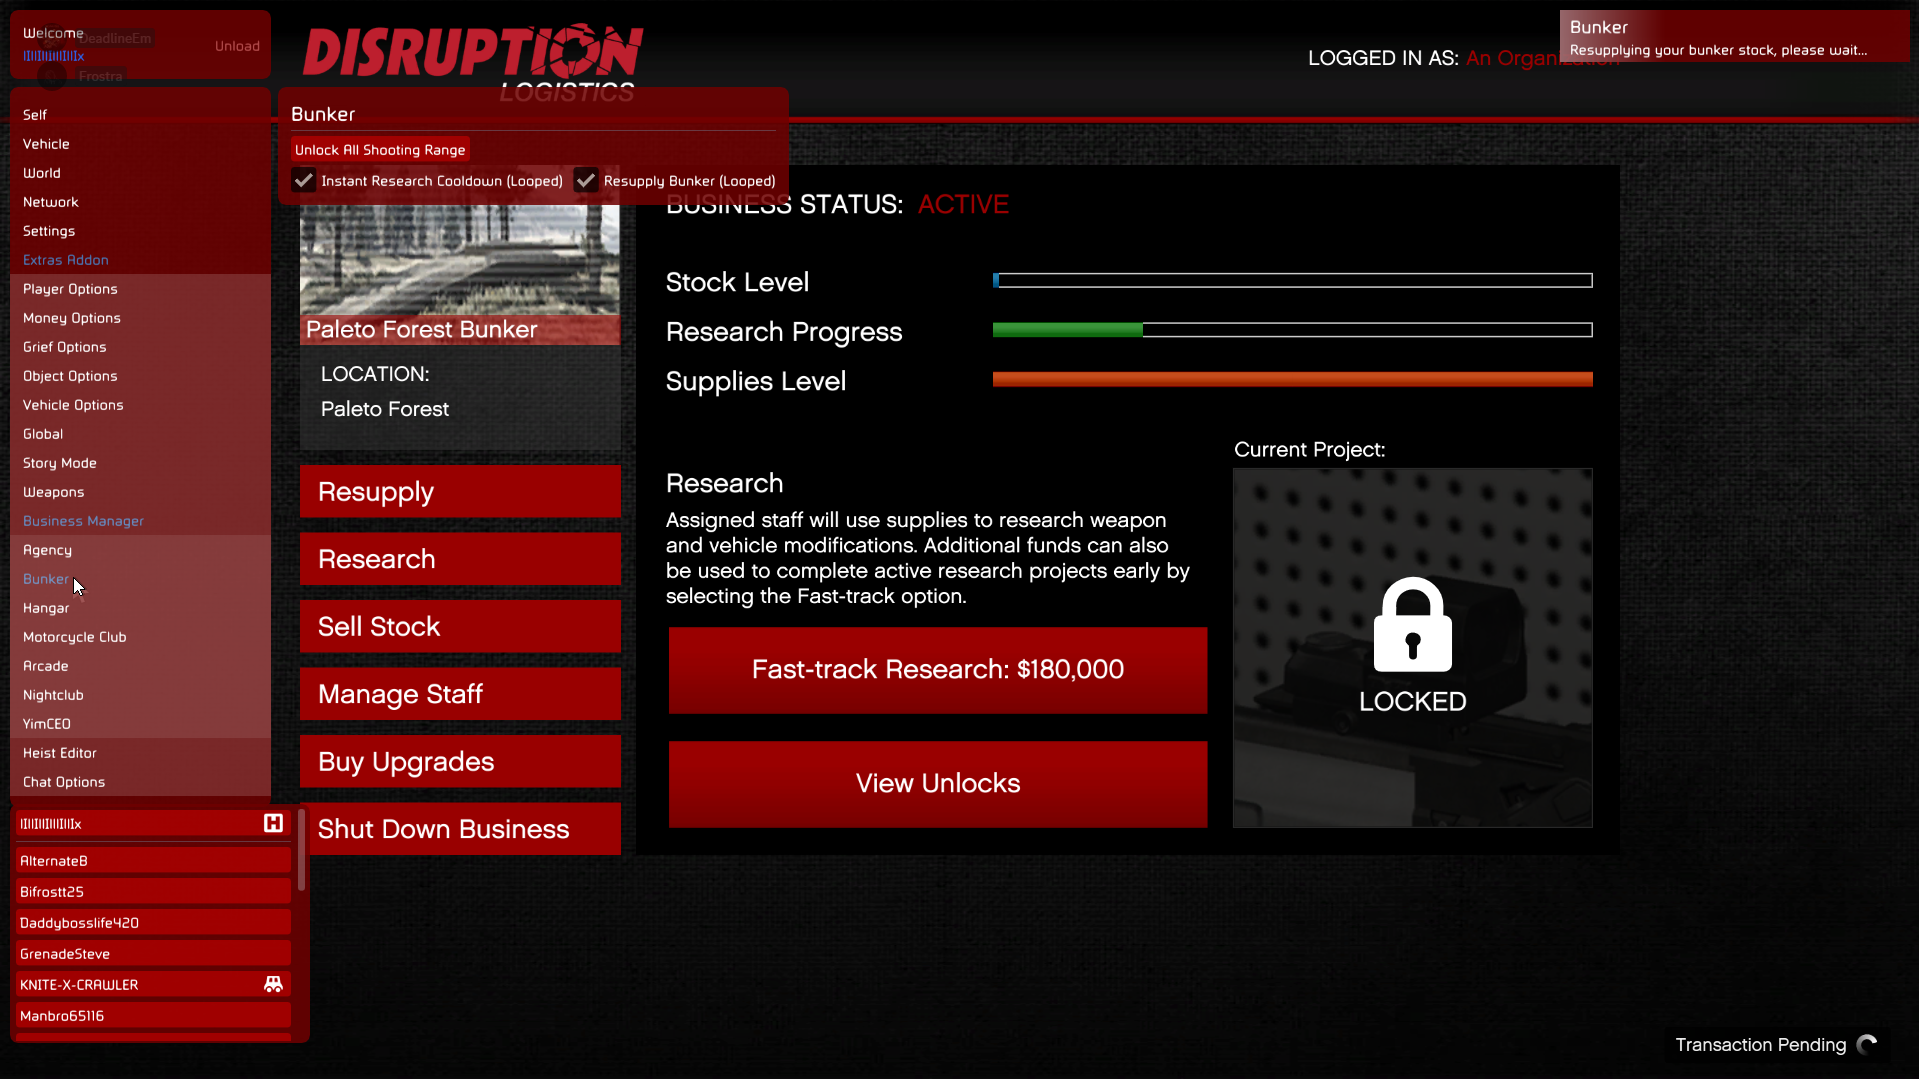 Welcome
DeadlineEm
Unload
Frostra
DISRUPTION
LOGISTICS
LOGGED IN AS: An Organization
Bunker
Resupplying your bunker stock, please wait...
Self
Vehicle
World
Network
Settings
Extras Addon
Player Options
Money Options
Grief Options
Object Options
Vehicle Options
Global
Story Mode
Weapons
Business Manager
Agency
Bunker
Hangar
Motorcycle Club
Arcade
Nightclub
YimCEO
Heist Editor
Chat Options
AlternateB
Bifrostt25
Daddybosslife420
GrenadeSteve
KNITE-X-CRAWLER
Manbro65116
Bunker
Unlock All Shooting Range
Instant Research Cooldown (Looped)
Resupply Bunker (Looped)
Paleto Forest Bunker
LOCATION:
Paleto Forest
Resupply
Research
Sell Stock
Manage Staff
Buy Upgrades
Shut Down Business
BUSINESS STATUS: ACTIVE
Stock Level
Research Progress
Supplies Level
Research
Assigned staff will use supplies to research weapon
and vehicle modifications. Additional funds can also
be used to complete active research projects early by
selecting the Fast-track option.
Fast-track Research: $180,000
View Unlocks
Current Project:
LOCKED
Transaction Pending